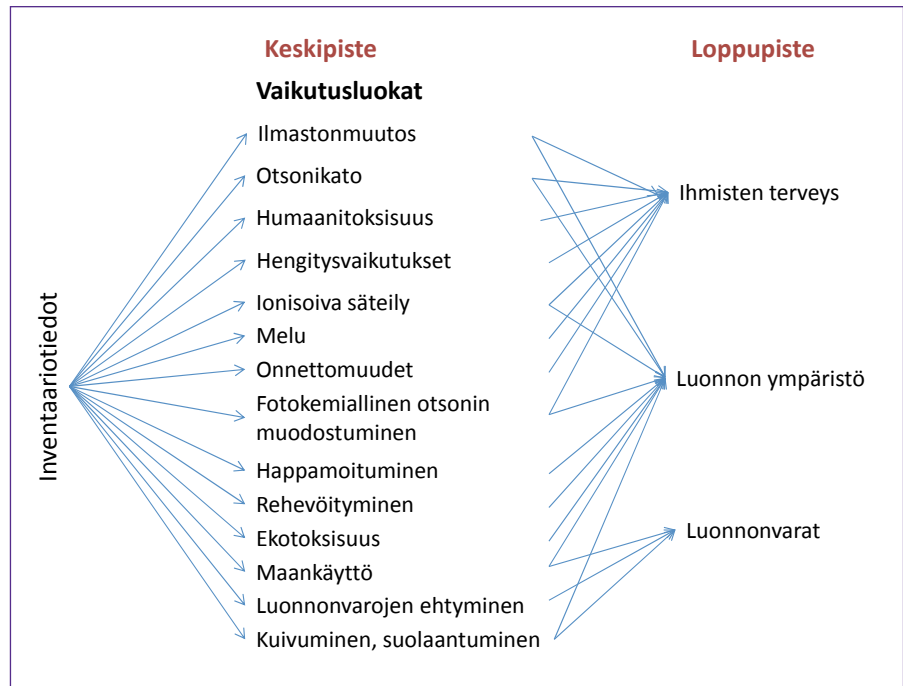 Keskipiste
Loppupiste
Vaikutusluokat
Inventaariotiedot
Ilmastonmuutos
Otsonikato
Humaanitoksisuus
Hengitysvaikutukset
Ionisoiva säteily
Melu
Onnettomuudet
Fotokemiallinen otsonin
muodostuminen
Happamoituminen
Rehevöityminen
Ekotoksisuus
Maankäyttö
Luonnonvarojen ehtyminen
Kuivuminen, suolaantuminen
Ihmisten terveys
Luonnon ympäristö
Luonnonvarat